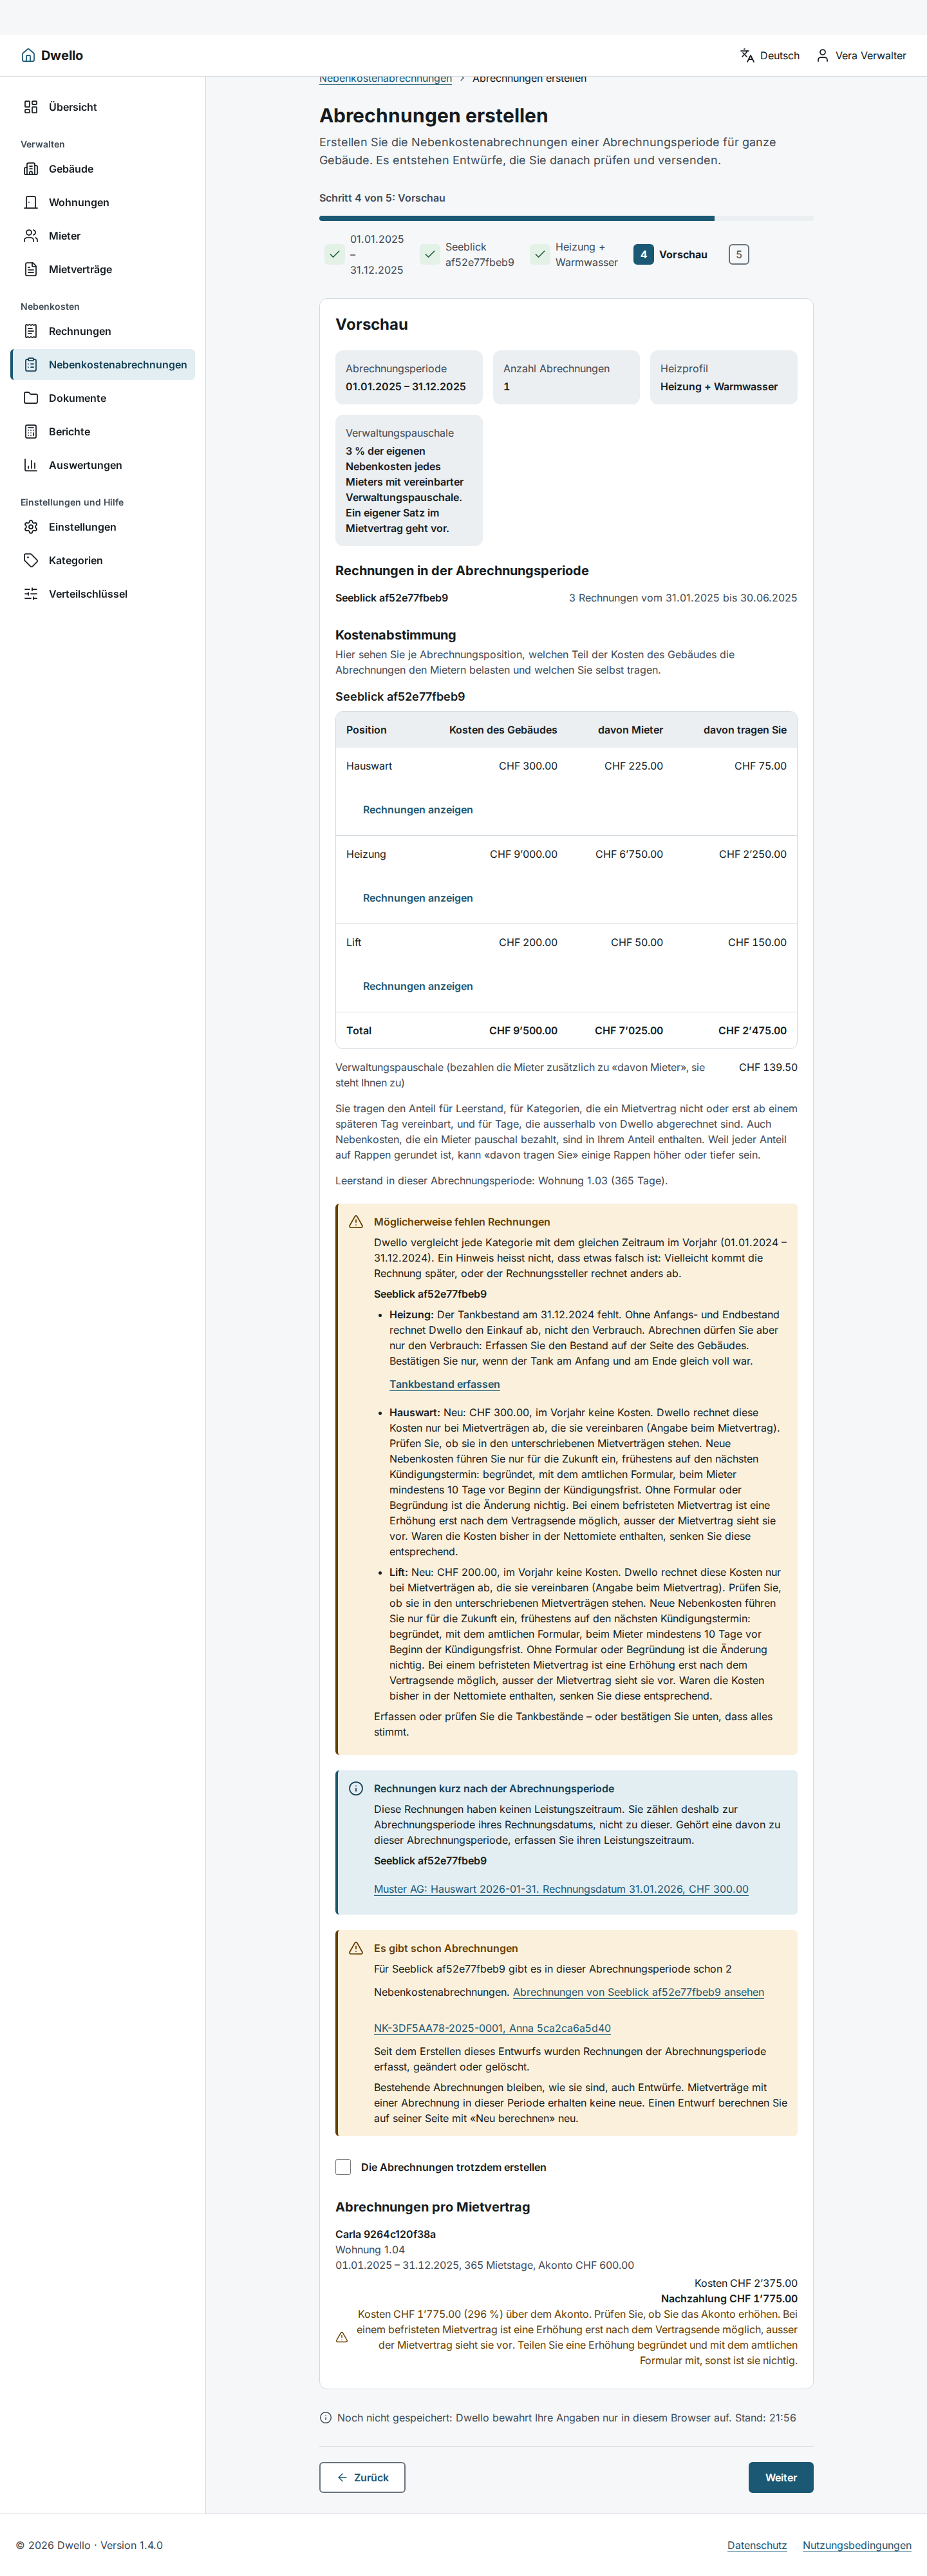 Dwello
Deutsch
Vera Verwalter
Übersicht
Verwalten
Gebäude
Wohnungen
Mieter
Mietverträge
Nebenkosten
Rechnungen
Nebenkostenabrechnungen
Dokumente
Berichte
Auswertungen
Einstellungen und Hilfe
Einstellungen
Kategorien
Verteilschlüssel
Nebenkostenabrechnungen > Abrechnungen erstellen
Abrechnungen erstellen
Erstellen Sie die Nebenkostenabrechnungen einer Abrechnungsperiode für ganze
Gebäude. Es entstehen Entwürfe, die Sie danach prüfen und versenden.
Schritt 4 von 5: Vorschau
01.01.2025
–
31.12.2025
Seeblick
af52e77fbeb9
Heizung +
Warmwasser
4 Vorschau
5
Vorschau
Abrechnungsperiode
01.01.2025 – 31.12.2025
Anzahl Abrechnungen
1
Heizprofil
Heizung + Warmwasser
Verwaltungspauschale
3 % der eigenen
Nebenkosten jedes
Mieters mit vereinbarter
Verwaltungspauschale.
Ein eigener Satz im
Mietvertrag geht vor.
Rechnungen in der Abrechnungsperiode
Seeblick af52e77fbeb9 3 Rechnungen vom 31.01.2025 bis 30.06.2025
Kostenabstimmung
Hier sehen Sie je Abrechnungsposition, welchen Teil der Kosten des Gebäudes die
Abrechnungen den Mietern belasten und welchen Sie selbst tragen.
Seeblick af52e77fbeb9
Position Kosten des Gebäudes davon Mieter davon tragen Sie
Hauswart CHF 300.00 CHF 225.00 CHF 75.00
Rechnungen anzeigen
Heizung CHF 9’000.00 CHF 6’750.00 CHF 2’250.00
Rechnungen anzeigen
Lift CHF 200.00 CHF 50.00 CHF 150.00
Rechnungen anzeigen
Total CHF 9’500.00 CHF 7’025.00 CHF 2’475.00
Verwaltungspauschale (bezahlen die Mieter zusätzlich zu «davon Mieter», sie CHF 139.50
steht Ihnen zu)
Sie tragen den Anteil für Leerstand, für Kategorien, die ein Mietvertrag nicht oder erst ab einem
späteren Tag vereinbart, und für Tage, die ausserhalb von Dwello abgerechnet sind. Auch
Nebenkosten, die ein Mieter pauschal bezahlt, sind in Ihrem Anteil enthalten. Weil jeder Anteil
auf Rappen gerundet ist, kann «davon tragen Sie» einige Rappen höher oder tiefer sein.
Leerstand in dieser Abrechnungsperiode: Wohnung 1.03 (365 Tage).
Möglicherweise fehlen Rechnungen
Dwello vergleicht jede Kategorie mit dem gleichen Zeitraum im Vorjahr (01.01.2024 –
31.12.2024). Ein Hinweis heisst nicht, dass etwas falsch ist: Vielleicht kommt die
Rechnung später, oder der Rechnungssteller rechnet anders ab.
Seeblick af52e77fbeb9
• Heizung: Der Tankbestand am 31.12.2024 fehlt. Ohne Anfangs- und Endbestand
rechnet Dwello den Einkauf ab, nicht den Verbrauch. Abrechnen dürfen Sie aber
nur den Verbrauch: Erfassen Sie den Bestand auf der Seite des Gebäudes.
Bestätigen Sie nur, wenn der Tank am Anfang und am Ende gleich voll war.
Tankbestand erfassen
• Hauswart: Neu: CHF 300.00, im Vorjahr keine Kosten. Dwello rechnet diese
Kosten nur bei Mietverträgen ab, die sie vereinbaren (Angabe beim Mietvertrag).
Prüfen Sie, ob sie in den unterschriebenen Mietverträgen stehen. Neue
Nebenkosten führen Sie nur für die Zukunft ein, frühestens auf den nächsten
Kündigungstermin: begründet, mit dem amtlichen Formular, beim Mieter
mindestens 10 Tage vor Beginn der Kündigungsfrist. Ohne Formular oder
Begründung ist die Änderung nichtig. Bei einem befristeten Mietvertrag ist eine
Erhöhung erst nach dem Vertragsende möglich, ausser der Mietvertrag sieht sie
vor. Waren die Kosten bisher in der Nettomiete enthalten, senken Sie diese
entsprechend.
• Lift: Neu: CHF 200.00, im Vorjahr keine Kosten. Dwello rechnet diese Kosten nur
bei Mietverträgen ab, die sie vereinbaren (Angabe beim Mietvertrag). Prüfen Sie,
ob sie in den unterschriebenen Mietverträgen stehen. Neue Nebenkosten führen
Sie nur für die Zukunft ein, frühestens auf den nächsten Kündigungstermin:
begründet, mit dem amtlichen Formular, beim Mieter mindestens 10 Tage vor
Beginn der Kündigungsfrist. Ohne Formular oder Begründung ist die Änderung
nichtig. Bei einem befristeten Mietvertrag ist eine Erhöhung erst nach dem
Vertragsende möglich, ausser der Mietvertrag sieht sie vor. Waren die Kosten
bisher in der Nettomiete enthalten, senken Sie diese entsprechend.
Erfassen oder prüfen Sie die Tankbestände – oder bestätigen Sie unten, dass alles
stimmt.
Rechnungen kurz nach der Abrechnungsperiode
Diese Rechnungen haben keinen Leistungszeitraum. Sie zählen deshalb zur
Abrechnungsperiode ihres Rechnungsdatums, nicht zu dieser. Gehört eine davon zu
dieser Abrechnungsperiode, erfassen Sie ihren Leistungszeitraum.
Seeblick af52e77fbeb9
Muster AG: Hauswart 2026-01-31. Rechnungsdatum 31.01.2026, CHF 300.00
Es gibt schon Abrechnungen
Für Seeblick af52e77fbeb9 gibt es in dieser Abrechnungsperiode schon 2
Nebenkostenabrechnungen. Abrechnungen von Seeblick af52e77fbeb9 ansehen
NK-3DF5AA78-2025-0001, Anna 5ca2ca6a5d40
Seit dem Erstellen dieses Entwurfs wurden Rechnungen der Abrechnungsperiode
erfasst, geändert oder gelöscht.
Bestehende Abrechnungen bleiben, wie sie sind, auch Entwürfe. Mietverträge mit
einer Abrechnung in dieser Periode erhalten keine neue. Einen Entwurf berechnen Sie
auf seiner Seite mit «Neu berechnen» neu.
Die Abrechnungen trotzdem erstellen
Abrechnungen pro Mietvertrag
Carla 9264c120f38a
Wohnung 1.04
01.01.2025 – 31.12.2025, 365 Mietstage, Akonto CHF 600.00
Kosten CHF 2’375.00
Nachzahlung CHF 1’775.00
Kosten CHF 1’775.00 (296 %) über dem Akonto. Prüfen Sie, ob Sie das Akonto erhöhen. Bei
einem befristeten Mietvertrag ist eine Erhöhung erst nach dem Vertragsende möglich, ausser
der Mietvertrag sieht sie vor. Teilen Sie eine Erhöhung begründet und mit dem amtlichen
Formular mit, sonst ist sie nichtig.
Noch nicht gespeichert: Dwello bewahrt Ihre Angaben nur in diesem Browser auf. Stand: 21:56
Zurück
Weiter
© 2026 Dwello · Version 1.4.0
Datenschutz
Nutzungsbedingungen